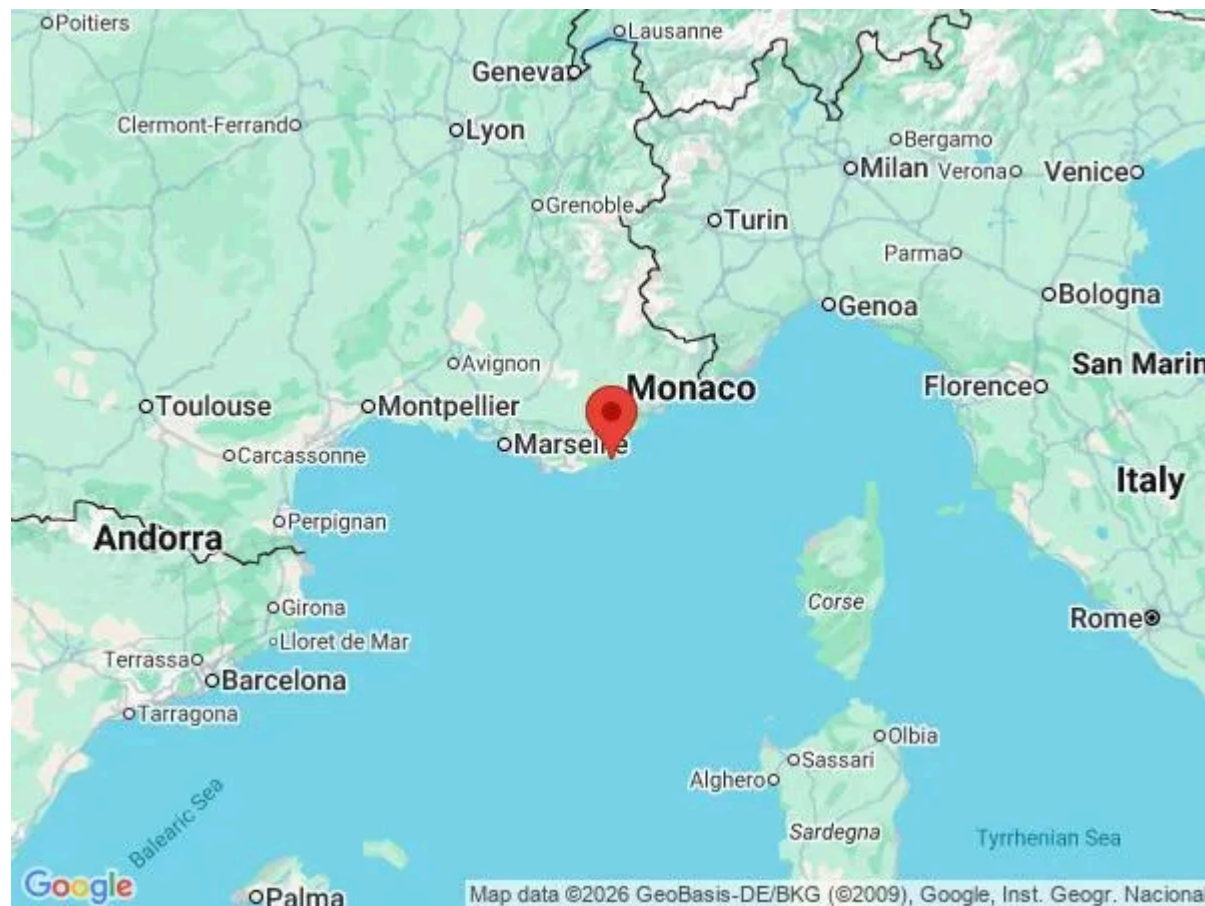 Poitiers
Lausanne
Geneva
Clermont-Ferrand
Lyon
Bergamo
Milan
Verona
Venice
Grenoble
Turin
Parma
Bologna
Genoa
Avignon
San Marin
Monaco
Florence
Toulouse
Montpellier
Marseille
Carcassonne
Italy
Perpignan
Andorra
Corse
Girona
Rome
Lloret de Mar
Terrassa
Barcelona
Tarragona
Olbia
Sassari
Alghero
Balearic Sea
Sardegna
Tyrrhenian Sea
Google
Palma
Map data ©2026 GeoBasis-DE/BKG (©2009), Google, Inst. Geogr. Nacional